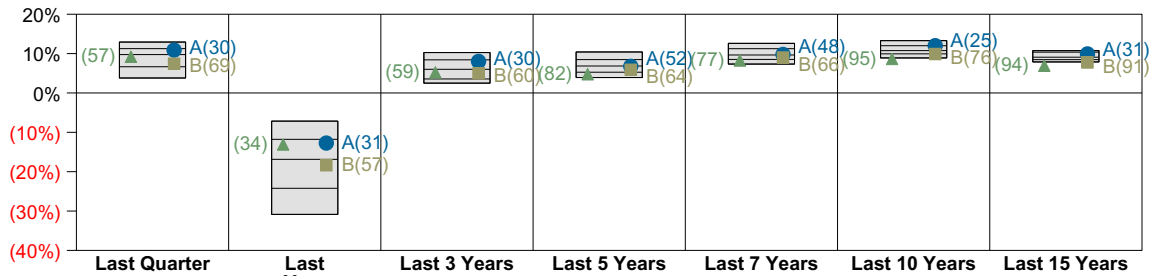 20%
10%
0%
(10%)
(20%)
(30%)
(40%)
(57)
A(30)
B(69)
(34)
A(31)
B(57)
(59)
A(30)
B(60)
(82)
A(52)
B(64)
(77)
A(48)
B(66)
(95)
A(25)
B(76)
(94)
A(31)
B(91)
Last Quarter
Last
Last 3 Years
Last 5 Years
Last 7 Years
Last 10 Years
Last 15 Years